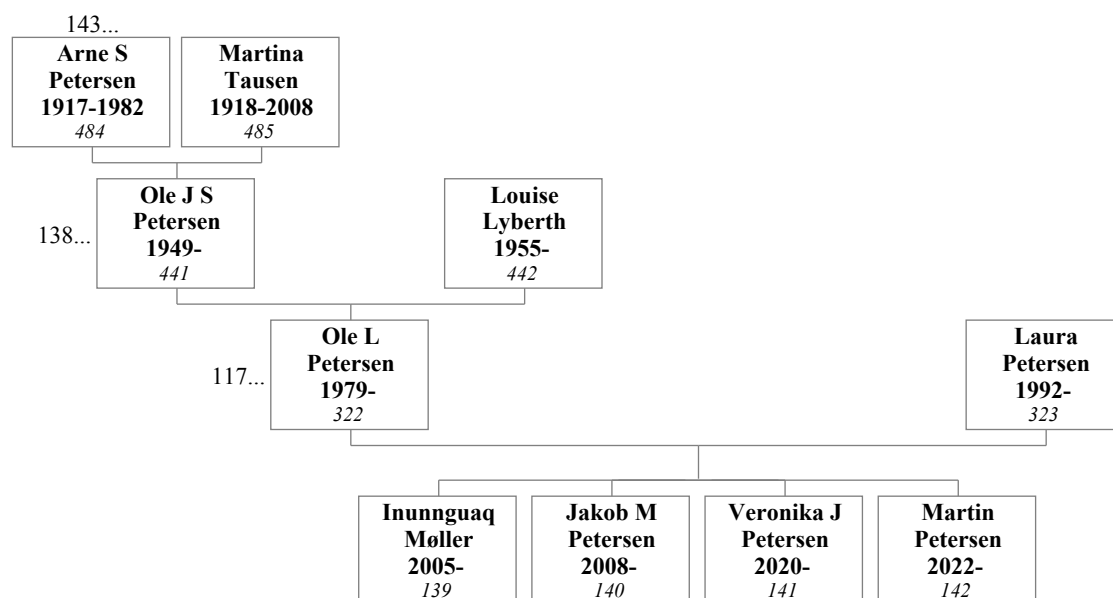 143...
Arne S
Petersen
1917-1982
484
Martina
Tausen
1918-2008
485
138...
Ole J S
Petersen
1949-
441
Louise
Lyberth
1955-
442
117...
Ole L
Petersen
1979-
322
Laura
Petersen
1992-
323
Inunnguaq
Møller
2005-
139
Jakob M
Petersen
2008-
140
Veronika J
Petersen
2020-
141
Martin
Petersen
2022-
142